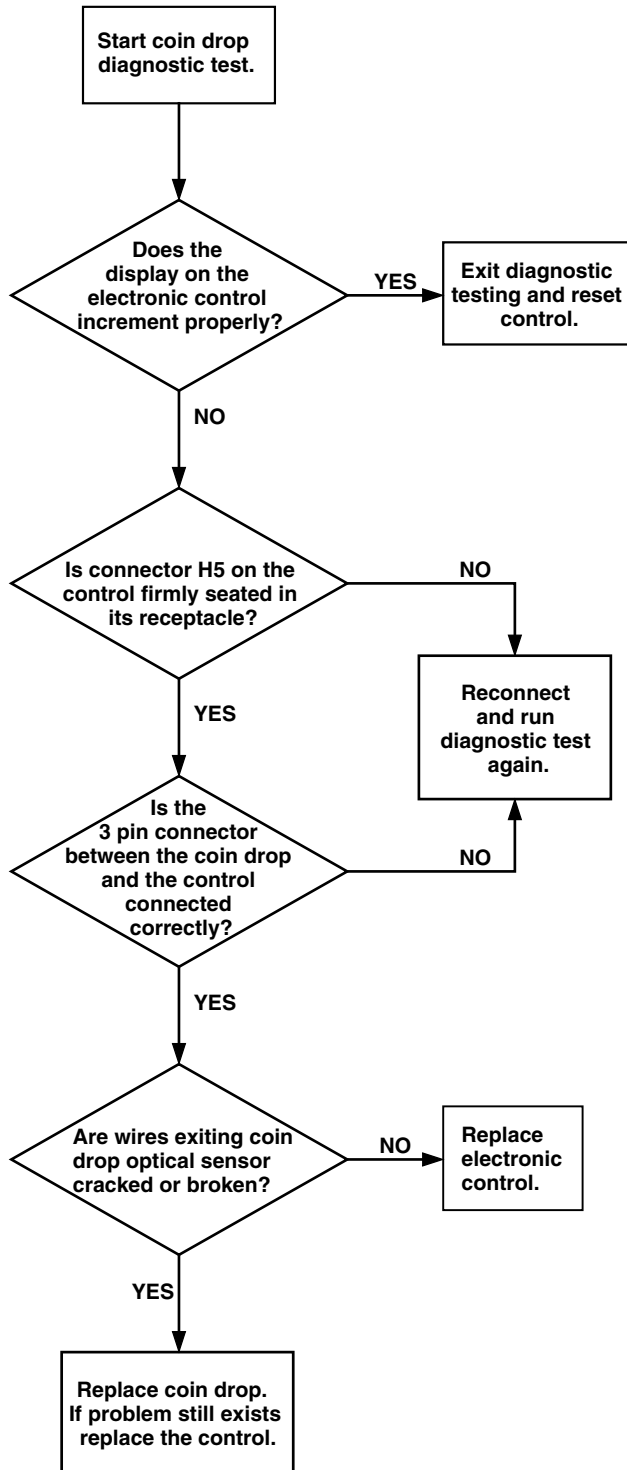 Start coin drop
diagnostic test.
Does the
display on the
electronic control
increment properly?
YES
Exit diagnostic
testing and reset
control.
NO
Is connector H5 on the
control firmly seated in
its receptacle?
NO
Reconnect
and run
diagnostic test
again.
YES
Is the
3 pin connector
between the coin drop
and the control
connected
correctly?
NO
YES
Are wires exiting coin
drop optical sensor
cracked or broken?
NO
Replace
electronic
control.
YES
Replace coin drop.
If problem still exists
replace the control.